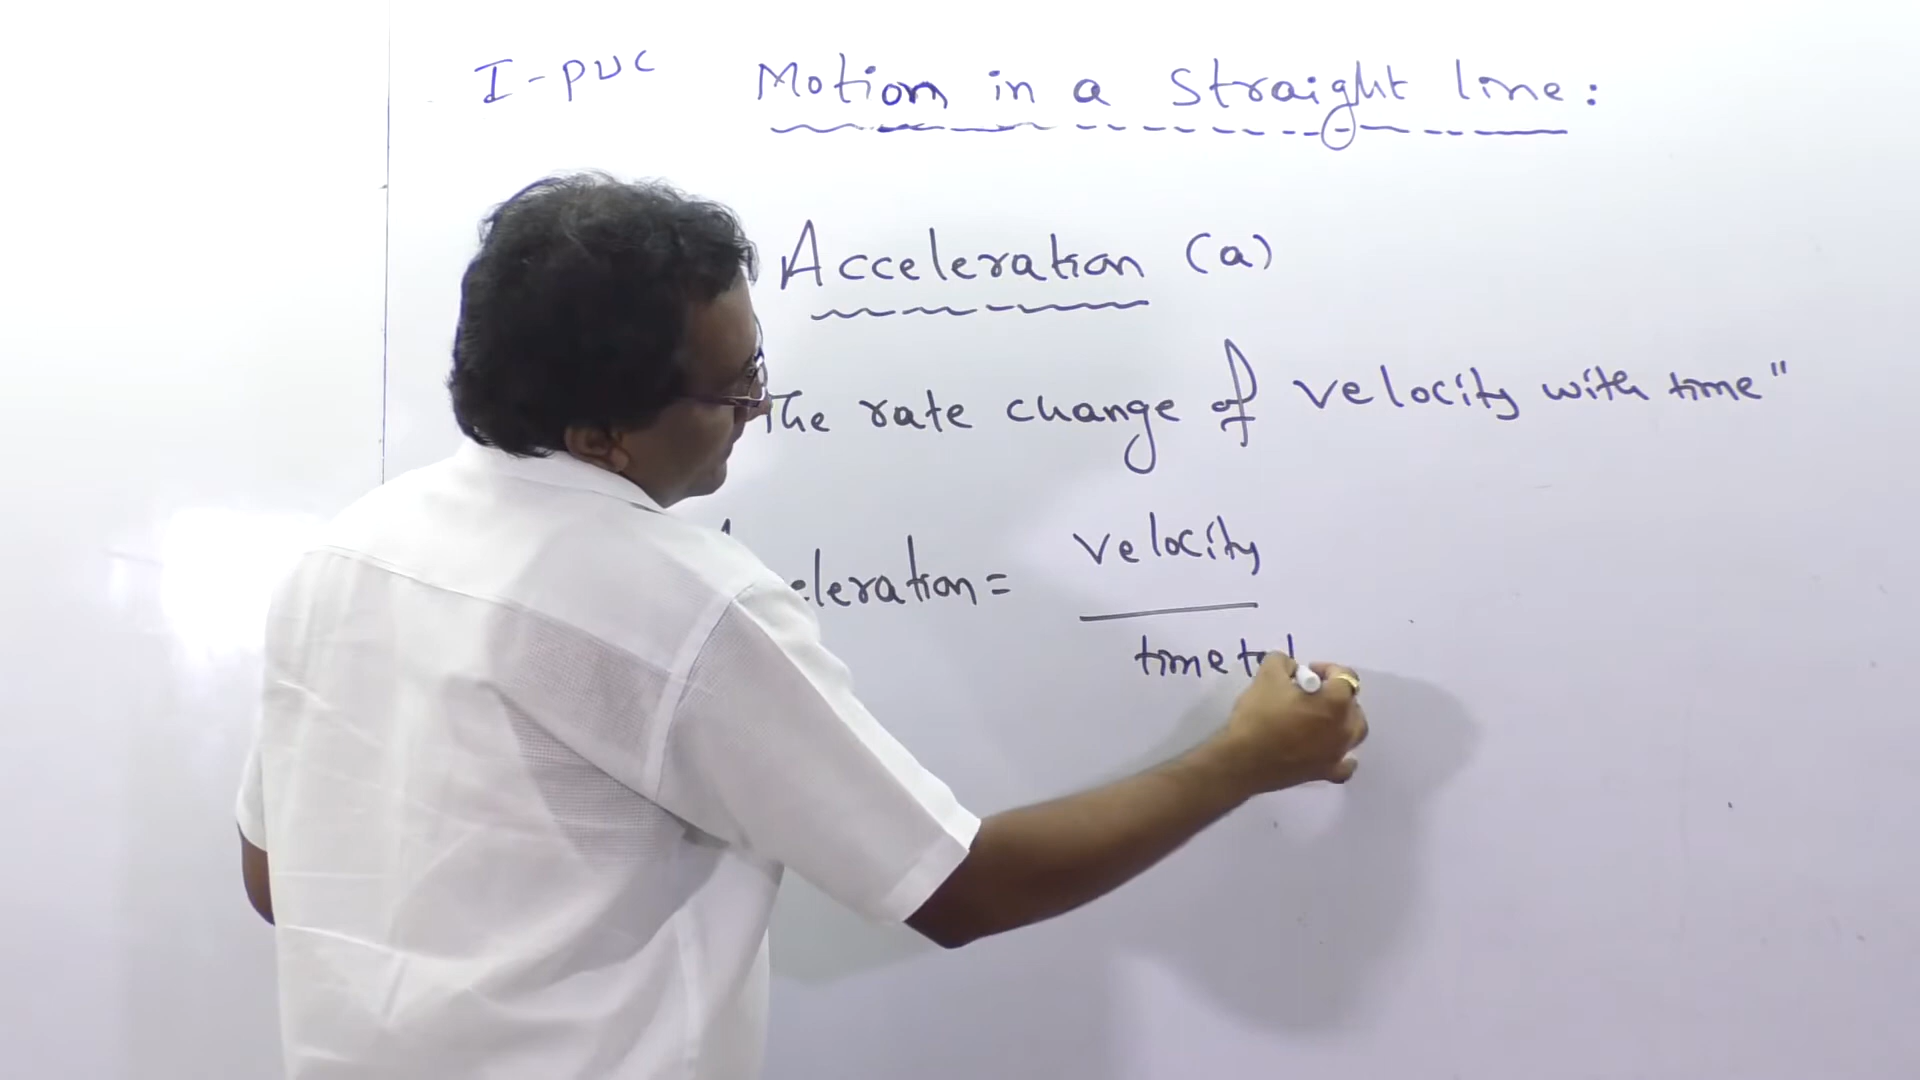 I-PUC Motion in a Straight line:
Acceleration (a)
The rate change of velocity with time"
velocity
eleration =
time